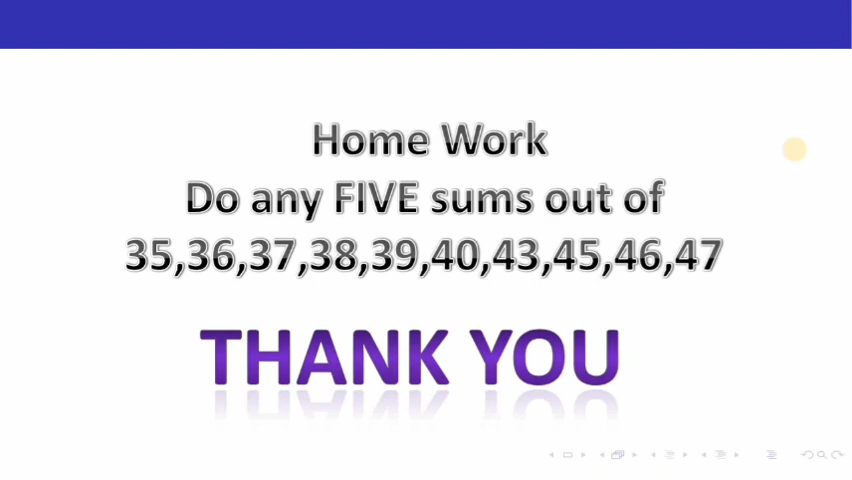 Home Work
Do any FIVE sums out of
35,36,37,38,39,40,43,45,46,47
THANK YOU